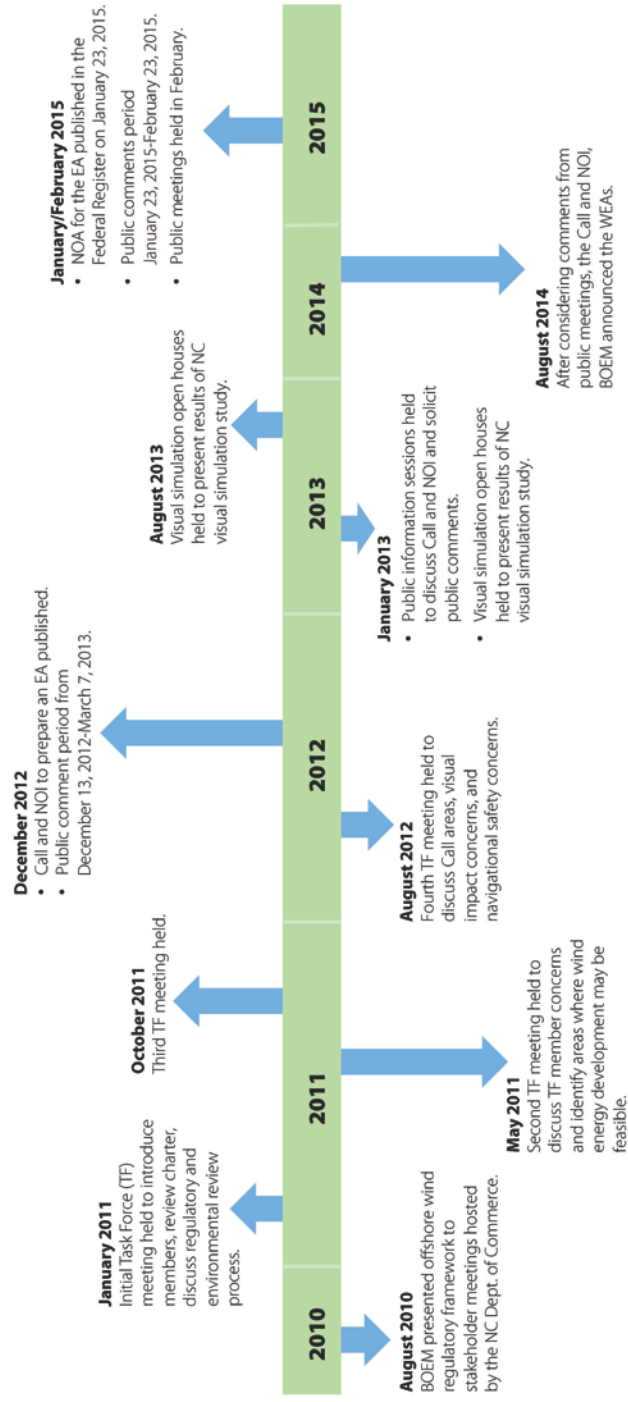 January 2011
Initial Task Force (TF)
meeting held to introduce
members, review charter,
discuss regulatory and
environmental review
process.
October 2011
Third TF meeting held.
December 2012
• Call and NOI to prepare an EA published.
• Public comment period from
December 13, 2012-March 7, 2013.
August 2013
Visual simulation open houses
held to present results of NC
visual simulation study.
January/February 2015
• NOA for the EA published in the
Federal Register on January 23, 2015.
• Public comments period
January 23, 2015-February 23, 2015.
• Public meetings held in February.
2010
2011
2012
2013
2014
2015
August 2010
BOEM presented offshore wind
regulatory framework to
stakeholder meetings hosted
by the NC Dept. of Commerce.
May 2011
Second TF meeting held to
discuss TF member concerns
and identify areas where wind
energy development may be
feasible.
August 2012
Fourth TF meeting held to
discuss Call areas, visual
impact concerns, and
navigational safety concerns.
January 2013
• Public information sessions held
to discuss Call and NOI and solicit
public comments.
• Visual simulation open houses
held to present results of NC
visual simulation study.
August 2014
After considering comments from
public meetings, the Call and NOI,
BOEM announced the WEAs.